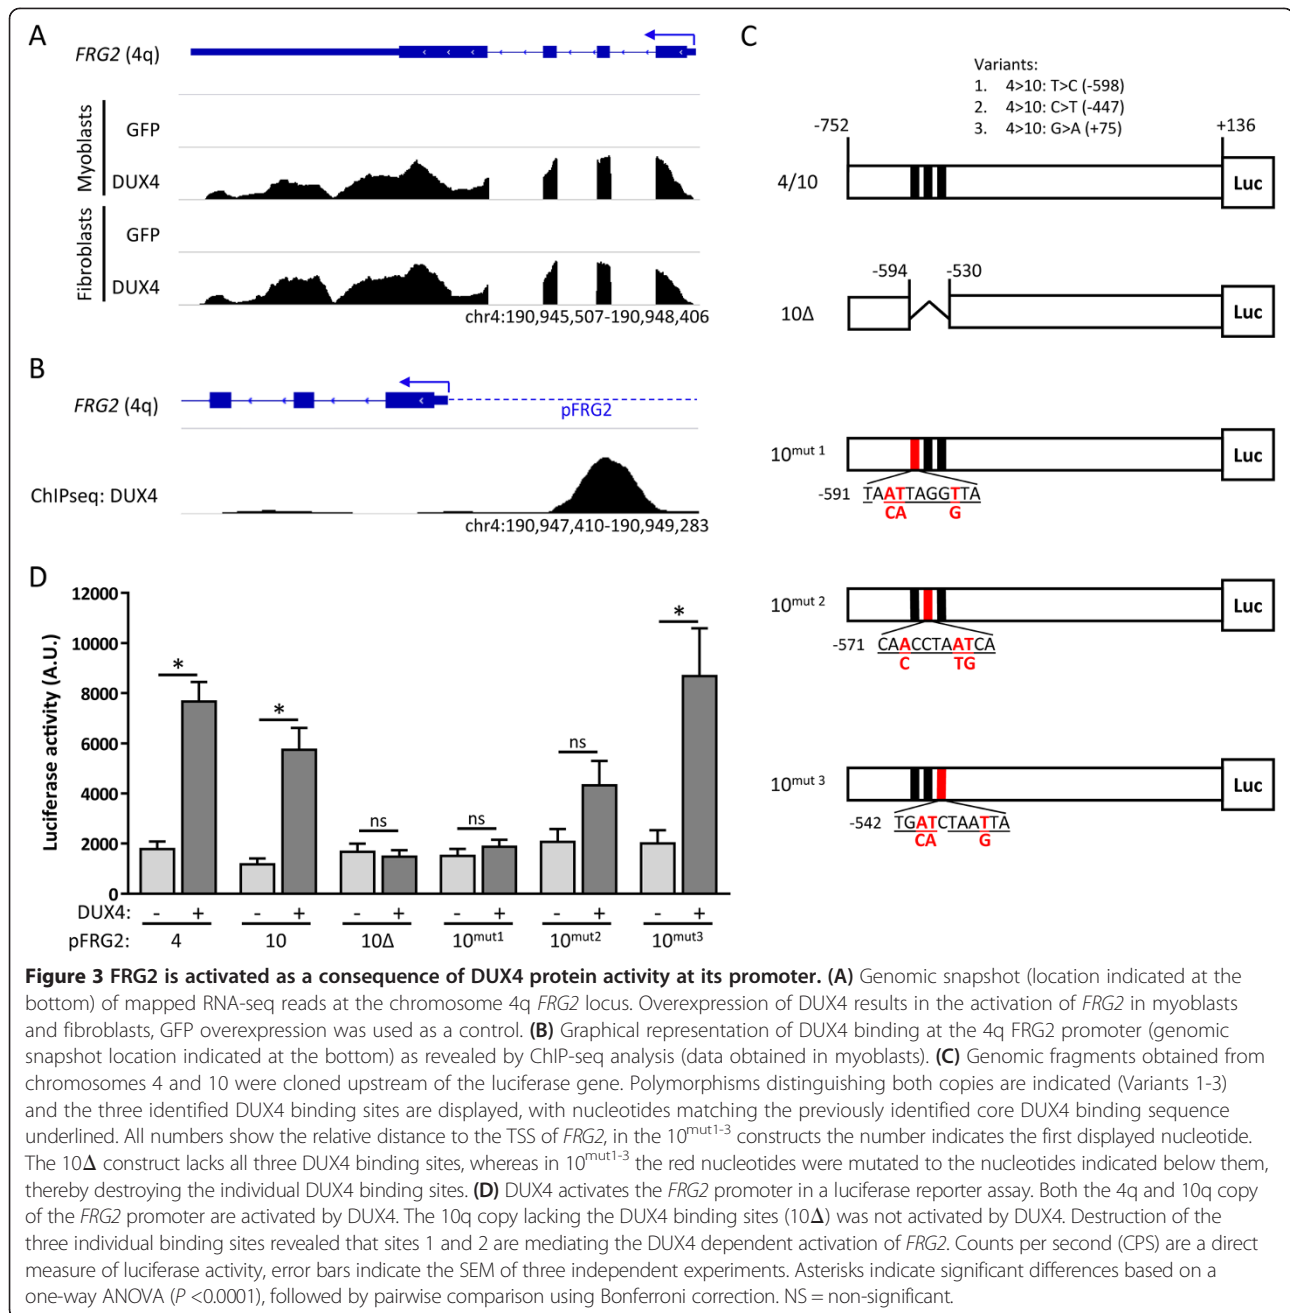 A
FRG2 (4q)
Myoblasts
GFP
DUX4
Fibroblasts
GFP
DUX4
chr4:190,945,507-190,948,406
B
FRG2 (4q)
pFRG2
ChIPseq: DUX4
chr4:190,947,410-190,949,283
C
Variants:
1. 4>10: T>C (-598)
2. 4>10: C>T (-447)
3. 4>10: G>A (+75)
-752
+136
4/10
Luc
-594
-530
10Δ
Luc
10mut 1
Luc
-591 TAATTAGGTTA
CA G
10mut 2
Luc
-571 CAACCTAATCA
C TG
10mut 3
Luc
-542 TGATCTAATTA
CA G
D
Luciferase activity (A.U.)
12000
10000
8000
6000
4000
2000
0
* * ns ns ns *
DUX4: - + - + - + - + - + - +
pFRG2: 4 10 10Δ 10mut1 10mut2 10mut3
Figure 3 FRG2 is activated as a consequence of DUX4 protein activity at its promoter. (A) Genomic snapshot (location indicated at the
bottom) of mapped RNA-seq reads at the chromosome 4q FRG2 locus. Overexpression of DUX4 results in the activation of FRG2 in myoblasts
and fibroblasts, GFP overexpression was used as a control. (B) Graphical representation of DUX4 binding at the 4q FRG2 promoter (genomic
snapshot location indicated at the bottom) as revealed by ChIP-seq analysis (data obtained in myoblasts). (C) Genomic fragments obtained from
chromosomes 4 and 10 were cloned upstream of the luciferase gene. Polymorphisms distinguishing both copies are indicated (Variants 1-3)
and the three identified DUX4 binding sites are displayed, with nucleotides matching the previously identified core DUX4 binding sequence
underlined. All numbers show the relative distance to the TSS of FRG2, in the 10mut1-3 constructs the number indicates the first displayed nucleotide.
The 10Δ construct lacks all three DUX4 binding sites, whereas in 10mut1-3 the red nucleotides were mutated to the nucleotides indicated below them,
thereby destroying the individual DUX4 binding sites. (D) DUX4 activates the FRG2 promoter in a luciferase reporter assay. Both the 4q and 10q copy
of the FRG2 promoter are activated by DUX4. The 10q copy lacking the DUX4 binding sites (10Δ) was not activated by DUX4. Destruction of the
three individual binding sites revealed that sites 1 and 2 are mediating the DUX4 dependent activation of FRG2. Counts per second (CPS) are a direct
measure of luciferase activity, error bars indicate the SEM of three independent experiments. Asterisks indicate significant differences based on a
one-way ANOVA (P <0.0001), followed by pairwise comparison using Bonferroni correction. NS = non-significant.